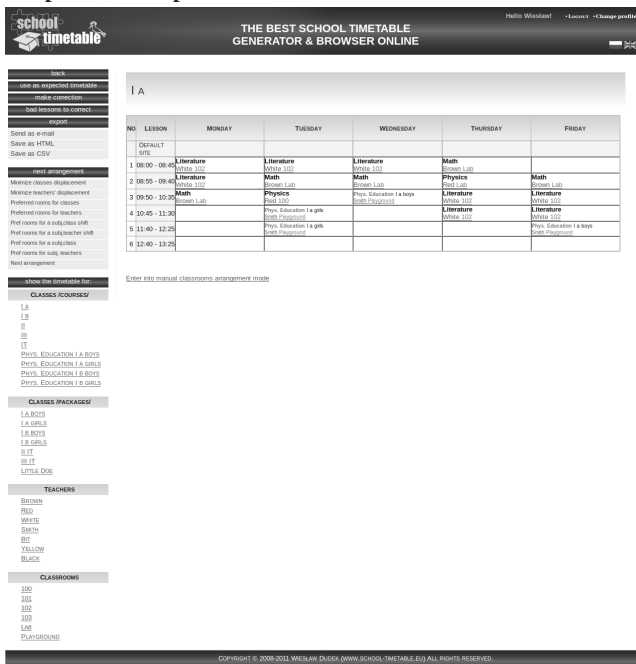 school
timetable
THE BEST SCHOOL TIMETABLE
GENERATOR & BROWSER ONLINE
Hello Wiesław! •Logout •Change profile
back
use as expected timetable
make correction
bad lessons to correct
export
Send as e-mail
Save as HTML
Save as CSV
next arrangement
Minimize classes displacement
Minimize teachers' displacement
Preferred rooms for classes
Preferred rooms for teachers
Pref rooms for a subj,class shift
Pref rooms for a subj,teacher shift
Pref rooms for a subj,class
Pref rooms for subj, teachers
Next arrangement
show the timetable for:
CLASSES /COURSES/
I A
I B
II
III
IT
PHYS. EDUCATION I A BOYS
PHYS. EDUCATION I A GIRLS
PHYS. EDUCATION I B BOYS
PHYS. EDUCATION I B GIRLS
CLASSES /PACKAGES/
I A BOYS
I A GIRLS
I B BOYS
I B GIRLS
II IT
III IT
LITTLE DOE
TEACHERS
BROWN
RED
WHITE
SMITH
BIT
YELLOW
BLACK
CLASSROOMS
100
101
102
103
LAB
PLAYGROUND
I A
NO LESSON MONDAY TUESDAY WEDNESDAY THURSDAY FRIDAY
DEFAULT
SITE
1 08:00 - 08:45 Literature Literature Literature Math
White 102 White 102 White 102 Brown Lab
2 08:55 - 09:40 Literature Math Math Physics Math
White 102 Brown Lab Brown Lab Red Lab Brown Lab
3 09:50 - 10:35 Math Physics Phys. Education I a boys Literature Literature
Brown Lab Red 100 Smith Playground White 102 White 102
4 10:45 - 11:30 Phys. Education I a girls Literature Literature
Smith Playground White 102 White 102
5 11:40 - 12:25 Phys. Education I a girls Phys. Education I a boys
Smith Playground Smith Playground
6 12:40 - 13:25
Enter into manual classrooms arrangement mode
COPYRIGHT © 2008-2011 WIESŁAW DUDEK (WWW.SCHOOL-TIMETABLE.EU) ALL RIGHTS RESERVED.